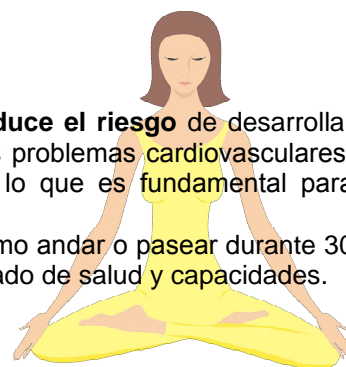 duce el riesgo de desarrolla
s problemas cardiovasculares
lo que es fundamental para
mo andar o pasear durante 30
ado de salud y capacidades.